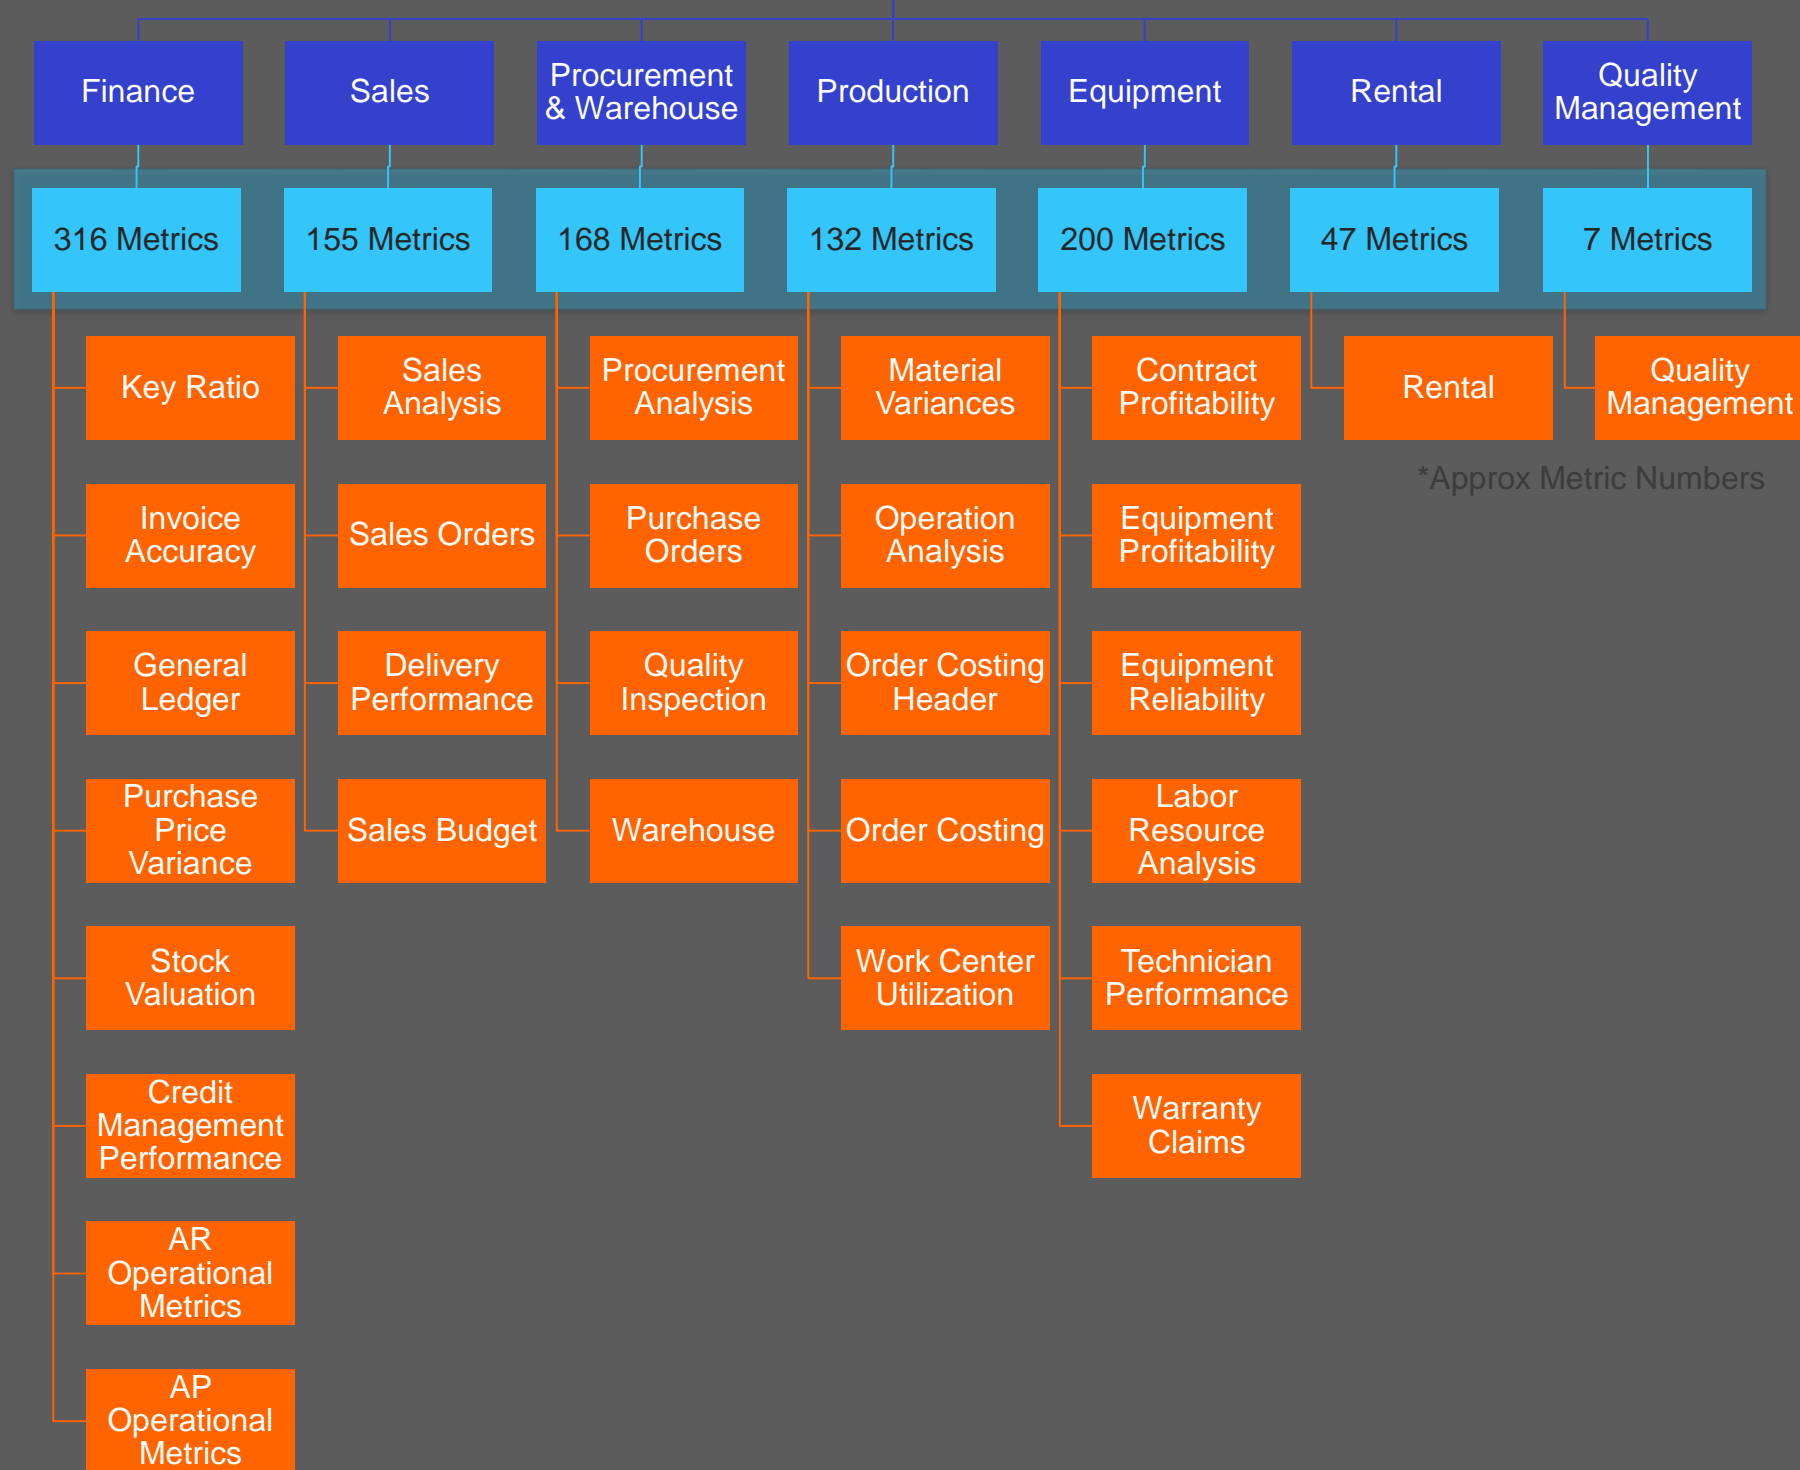 Finance
Sales
Procurement
& Warehouse
Production
Equipment
Rental
Quality
Management
316 Metrics
155 Metrics
168 Metrics
132 Metrics
200 Metrics
47 Metrics
7 Metrics
Key Ratio
Invoice
Accuracy
General
Ledger
Purchase
Price
Variance
Stock
Valuation
Credit
Management
Performance
AR
Operational
Metrics
AP
Operational
Metrics
Sales
Analysis
Sales Orders
Delivery
Performance
Sales Budget
Procurement
Analysis
Purchase
Orders
Quality
Inspection
Warehouse
Material
Variances
Operation
Analysis
Order Costing
Header
Order Costing
Work Center
Utilization
Contract
Profitability
Equipment
Profitability
Equipment
Reliability
Labor
Resource
Analysis
Technician
Performance
Warranty
Claims
Rental
Quality
Management
*Approx Metric Numbers